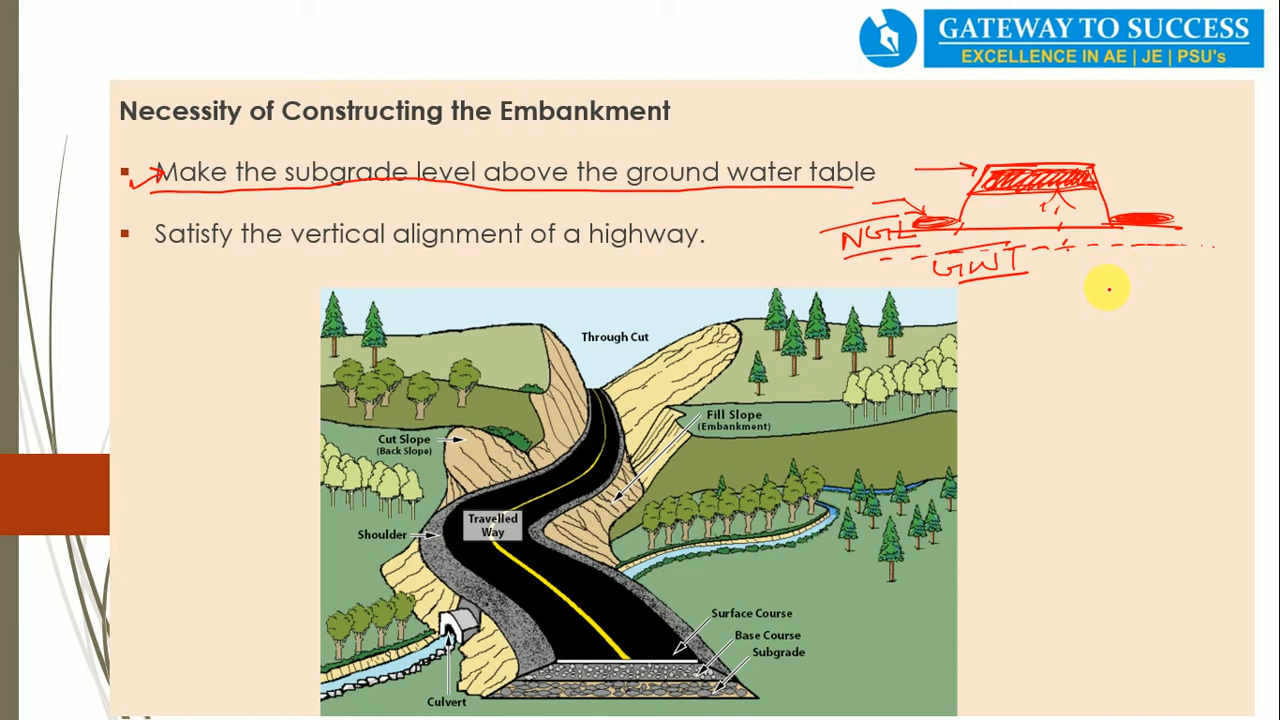 GATEWAY TO SUCCESS
EXCELLENCE IN AE | JE | PSU's
Necessity of Constructing the Embankment
▪ Make the subgrade level above the ground water table
▪ Satisfy the vertical alignment of a highway.
NGL
GWT
Through Cut
Fill Slope
(Embankment)
Cut Slope
(Back Slope)
Travelled
Way
Shoulder
Surface Course
Base Course
Subgrade
Culvert